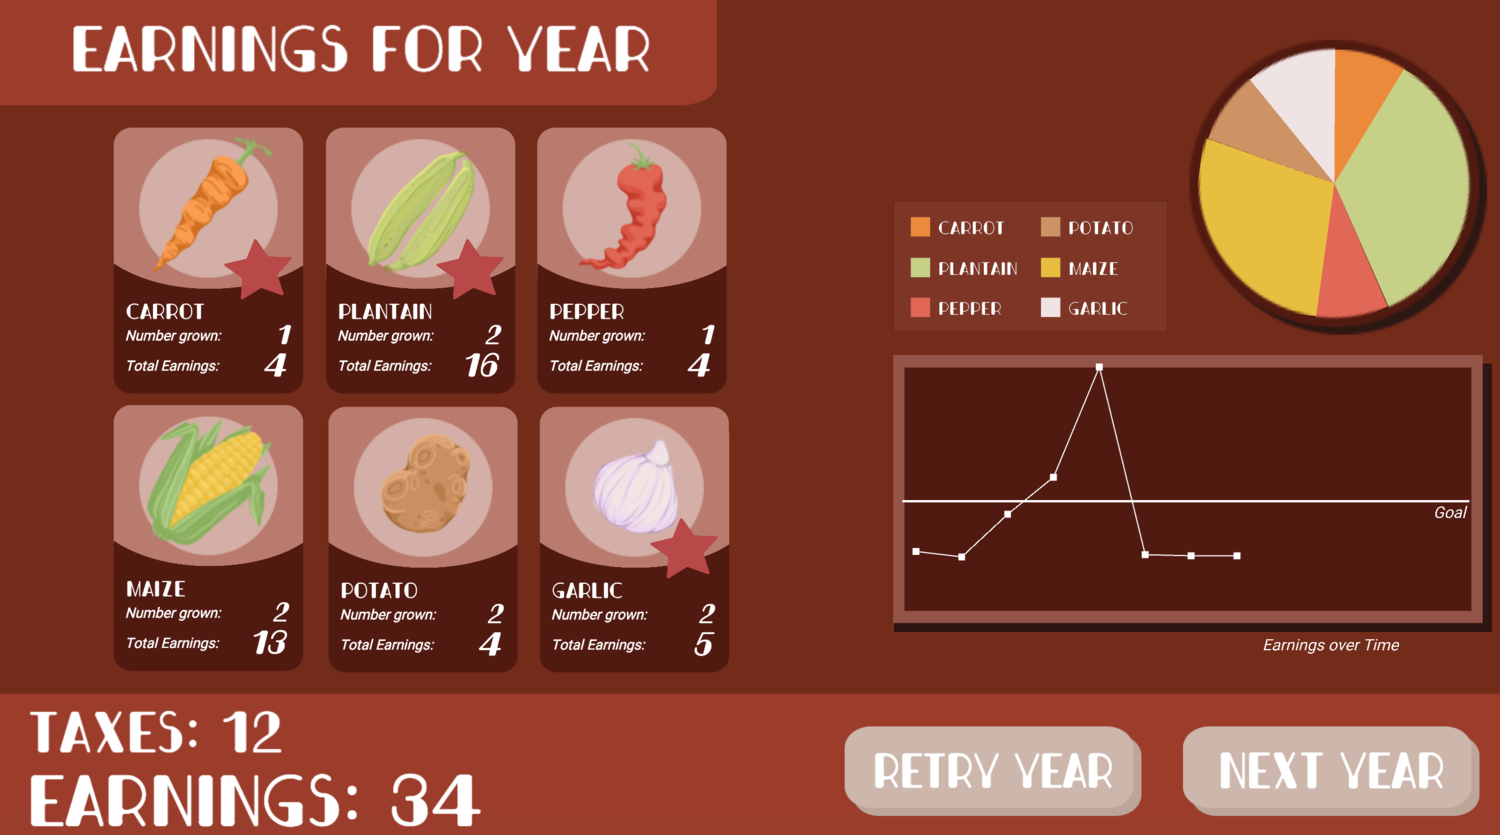 EARNINGS FOR YEAR
CARROT
Number grown: 1
Total Earnings: 4
PLANTAIN
Number grown: 2
Total Earnings: 16
PEPPER
Number grown: 1
Total Earnings: 4
MAIZE
Number grown: 2
Total Earnings: 13
POTATO
Number grown: 2
Total Earnings: 4
GARLIC
Number grown: 2
Total Earnings: 5
CARROT
POTATO
PLANTAIN
MAIZE
PEPPER
GARLIC
Goal
Earnings over Time
TAXES: 12
EARNINGS: 34
RETRY YEAR
NEXT YEAR